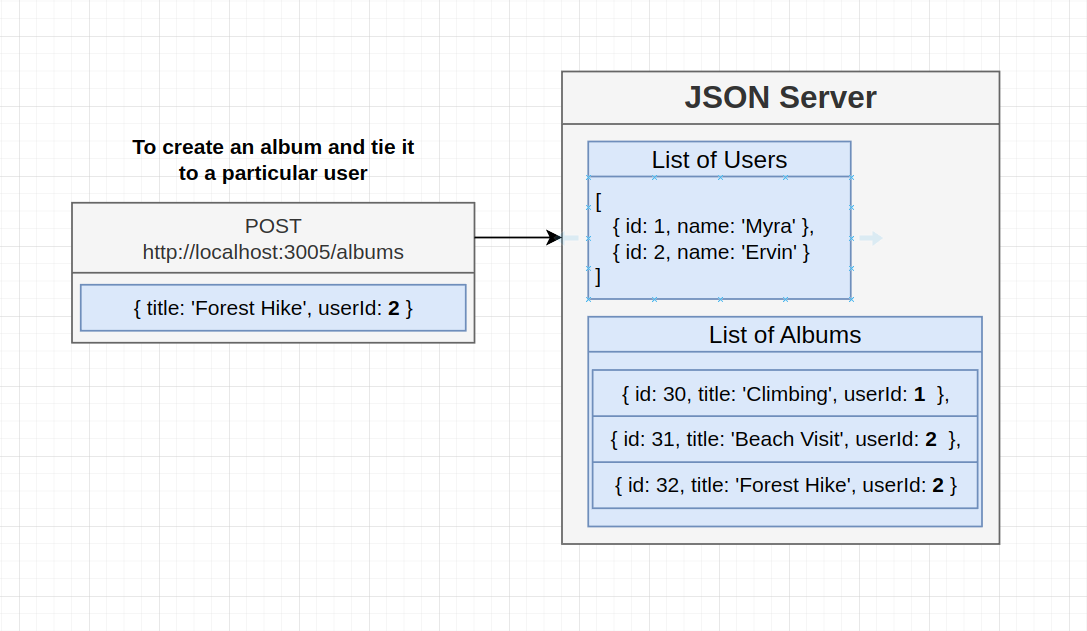 To create an album and tie it
to a particular user
POST
http://localhost:3005/albums
{ title: 'Forest Hike', userId: 2 }
JSON Server
List of Users
[
{ id: 1, name: 'Myra' },
{ id: 2, name: 'Ervin' }
]
List of Albums
{ id: 30, title: 'Climbing', userId: 1  },
{ id: 31, title: 'Beach Visit', userId: 2  },
{ id: 32, title: 'Forest Hike', userId: 2 }